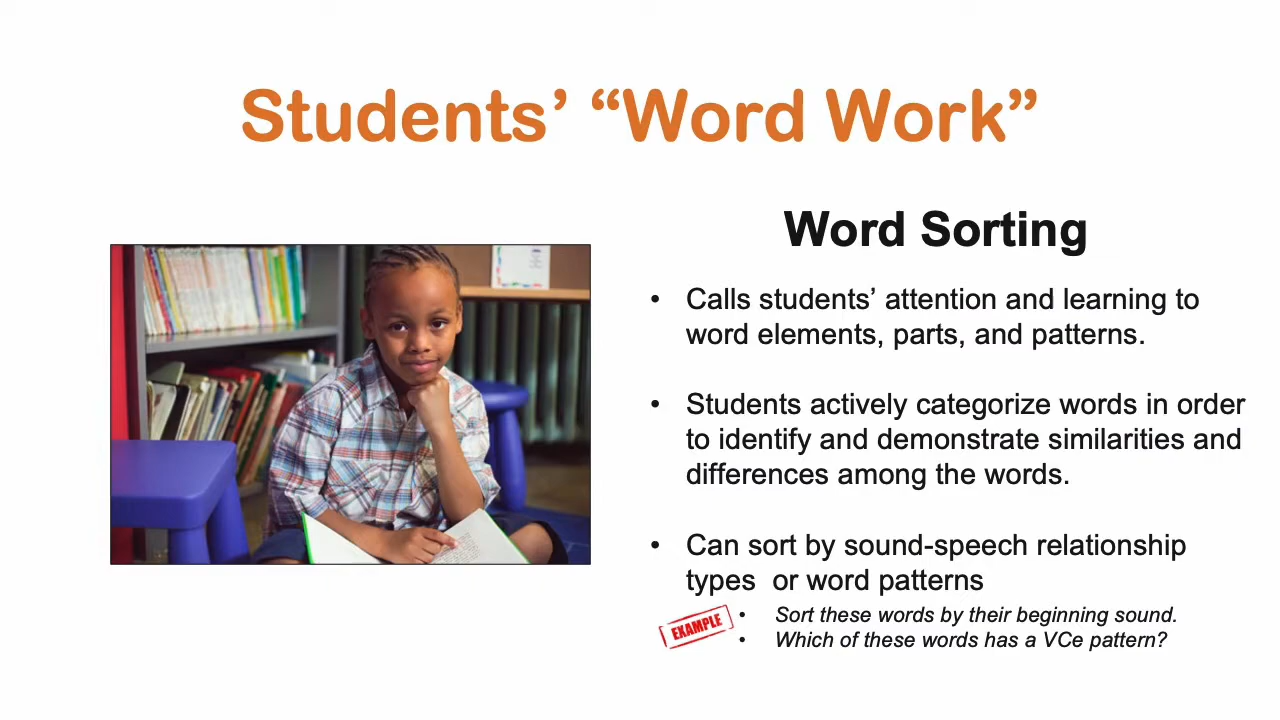 Students’ “Word Work”
Word Sorting
• Calls students’ attention and learning to
word elements, parts, and patterns.
• Students actively categorize words in order
to identify and demonstrate similarities and
differences among the words.
• Can sort by sound-speech relationship
types  or word patterns
EXAMPLE
• Sort these words by their beginning sound.
• Which of these words has a VCe pattern?